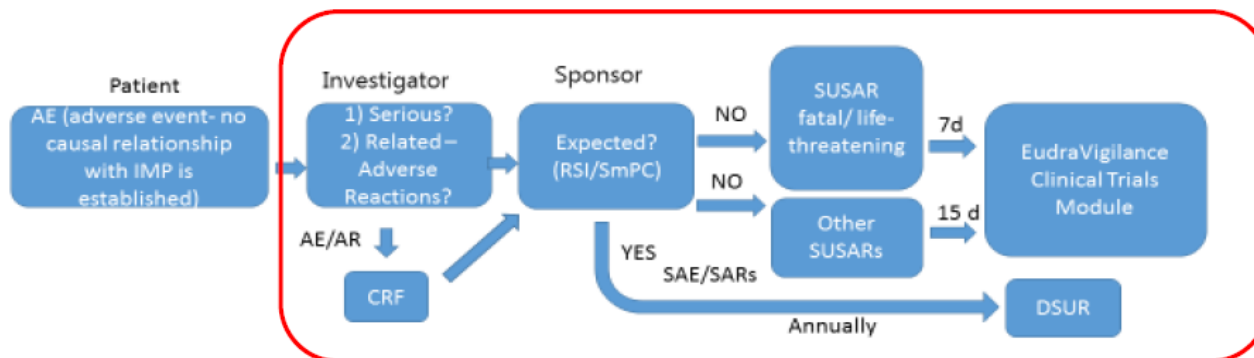 Patient
AE (adverse event- no
causal relationship
with IMP is
established)
Investigator
1) Serious?
2) Related–
Adverse
Reactions?
AE/AR
CRF
Sponsor
Expected?
(RSI/SmPC)
NO
NO
YES
SAE/SARs
Annually
SUSAR
fatal/ life-
threatening
Other
SUSARs
7d
15 d
EudraVigilance
Clinical Trials
Module
DSUR